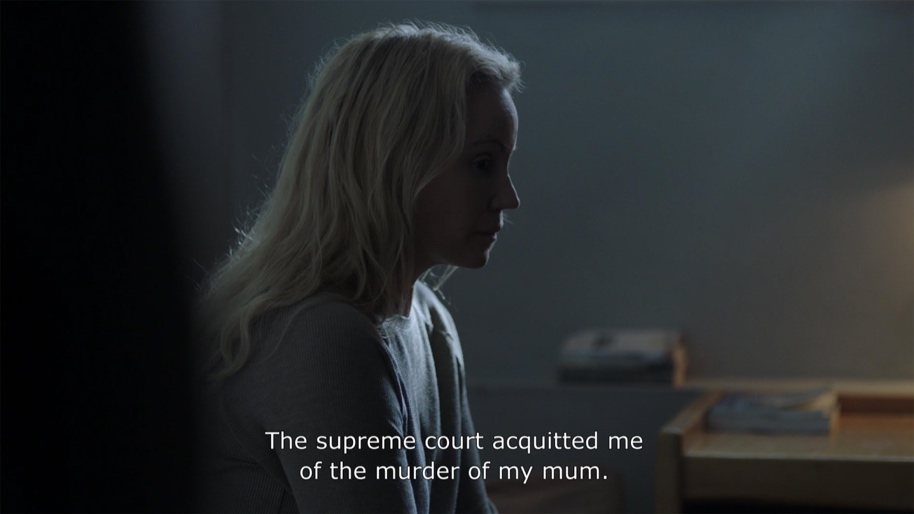 The supreme court acquitted me
of the murder of my mum.